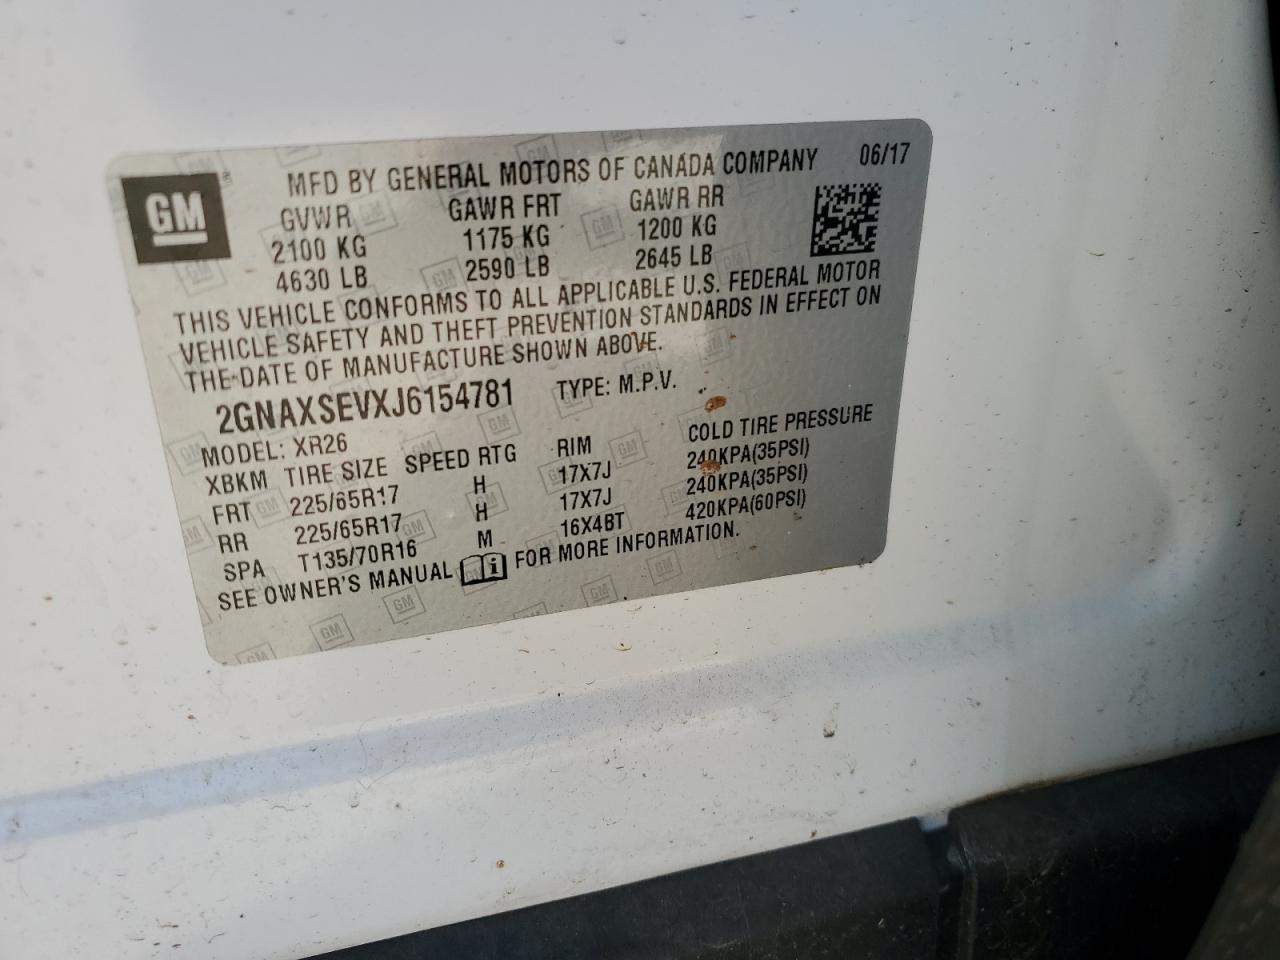 GM
MFD BY GENERAL MOTORS OF CANADA COMPANY 06/17
GVWR GAWR FRT GAWR RR
2100 KG 1175 KG 1200 KG
4630 LB 2590 LB 2645 LB
THIS VEHICLE CONFORMS TO ALL APPLICABLE U.S. FEDERAL MOTOR
VEHICLE SAFETY AND THEFT PREVENTION STANDARDS IN EFFECT ON
THE DATE OF MANUFACTURE SHOWN ABOVE.
2GNAXSEVXJ6154781 TYPE: M.P.V.
MODEL: XR26
XBKM TIRE SIZE SPEED RTG RIM COLD TIRE PRESSURE
FRT 225/65R17 H 17X7J 240KPA(35PSI)
RR 225/65R17 H 17X7J 240KPA(35PSI)
SPA T135/70R16 M 16X4BT 420KPA(60PSI)
SEE OWNER'S MANUAL i FOR MORE INFORMATION.